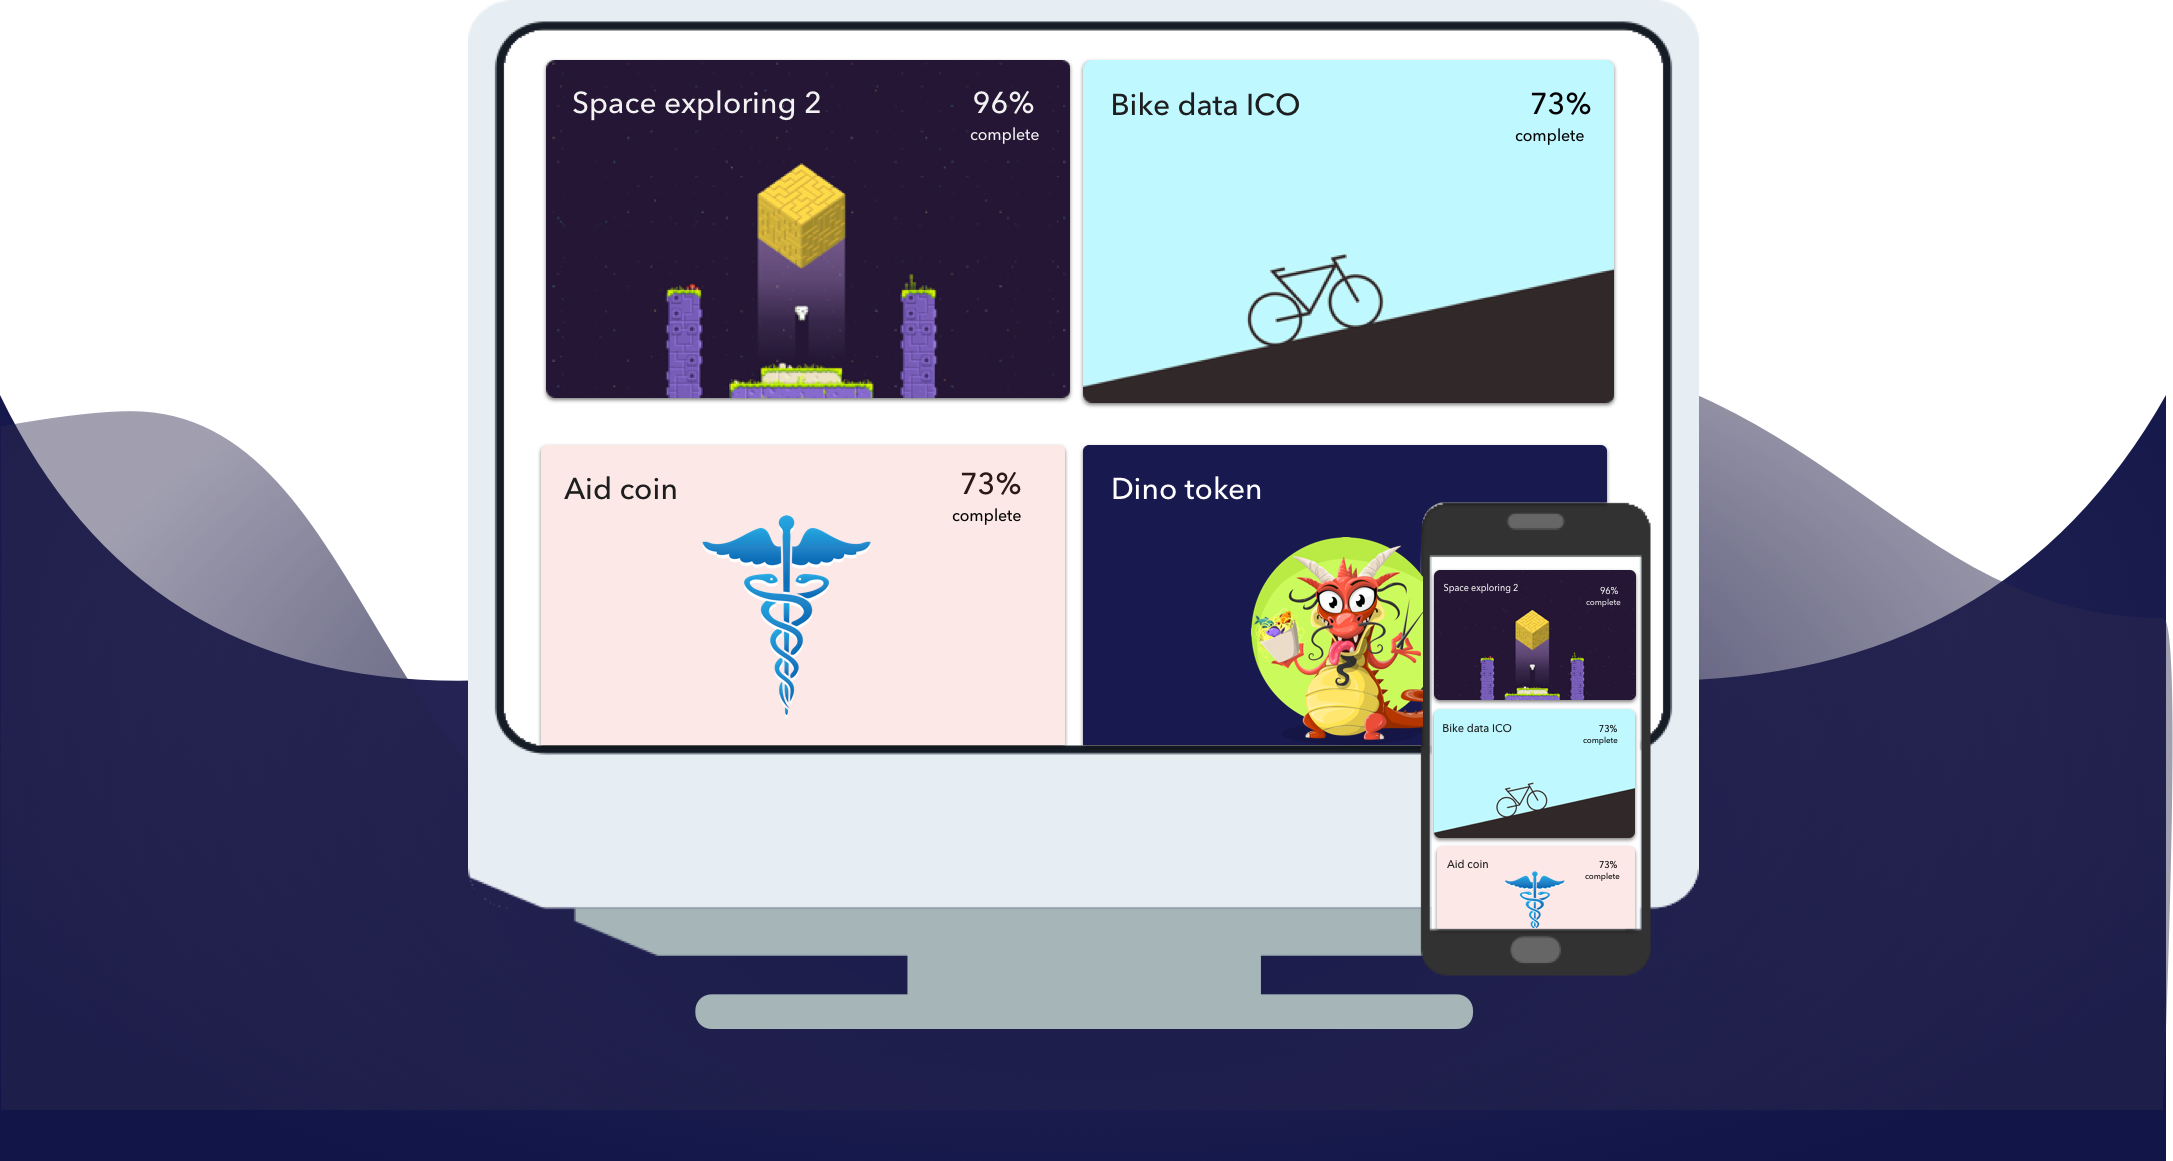 Space exploring 2
96%
complete
Bike data ICO
73%
complete
Aid coin
73%
complete
Dino token
Space exploring 2
96%
complete
Bike data ICO
73%
complete
Aid coin
73%
complete